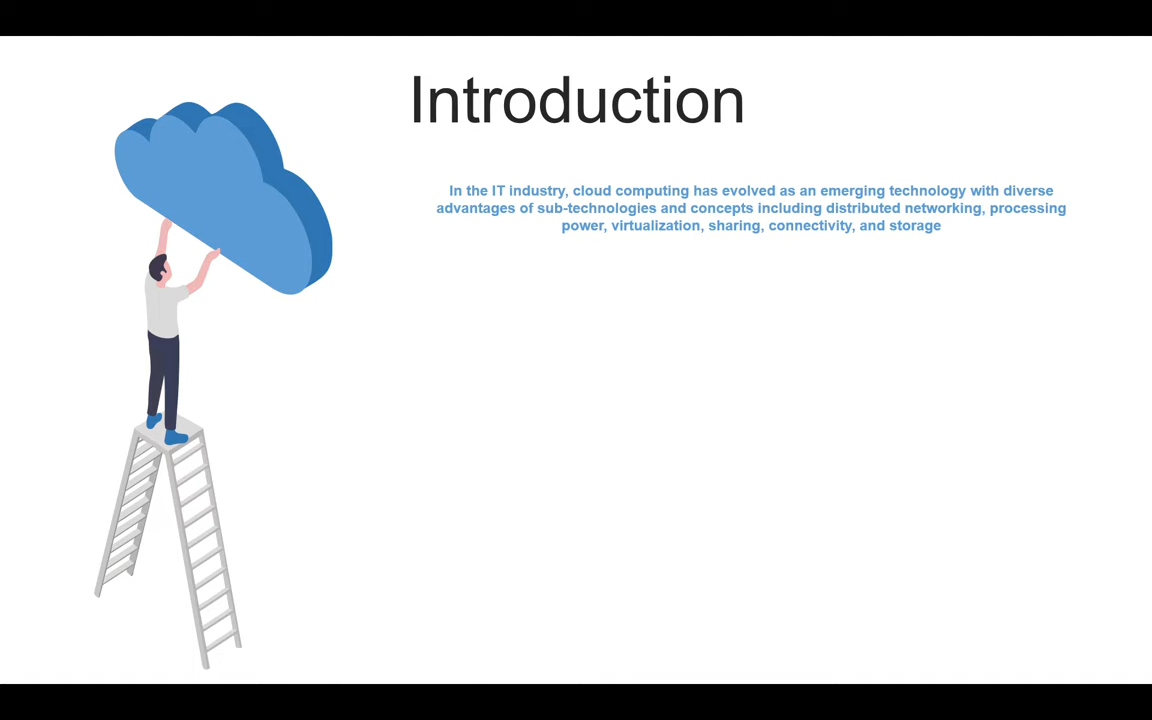 Introduction
In the IT industry, cloud computing has evolved as an emerging technology with diverse
advantages of sub-technologies and concepts including distributed networking, processing
power, virtualization, sharing, connectivity, and storage